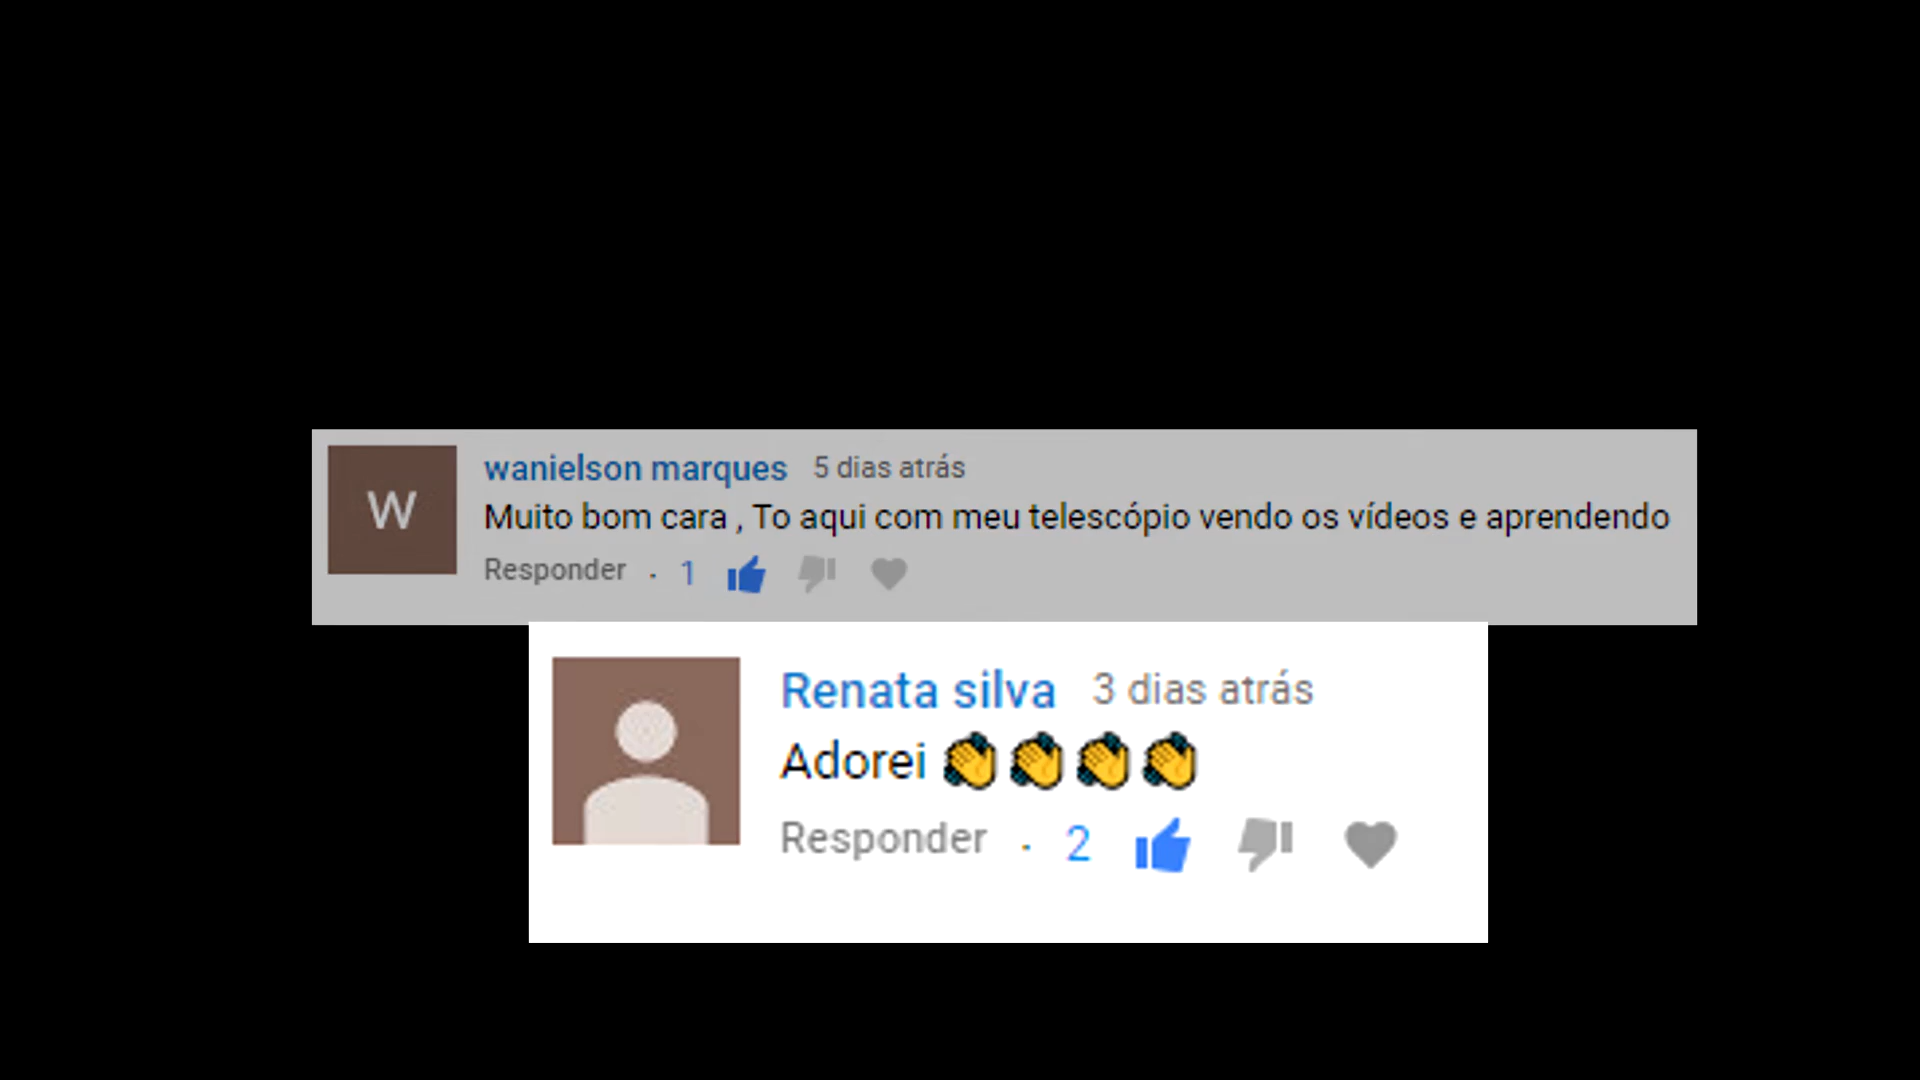 W
wanielson marques 5 dias atrás
Muito bom cara , To aqui com meu telescópio vendo os vídeos e aprendendo
Responder . 1
Renata silva 3 dias atrás
Adorei 👏👏👏👏
Responder . 2